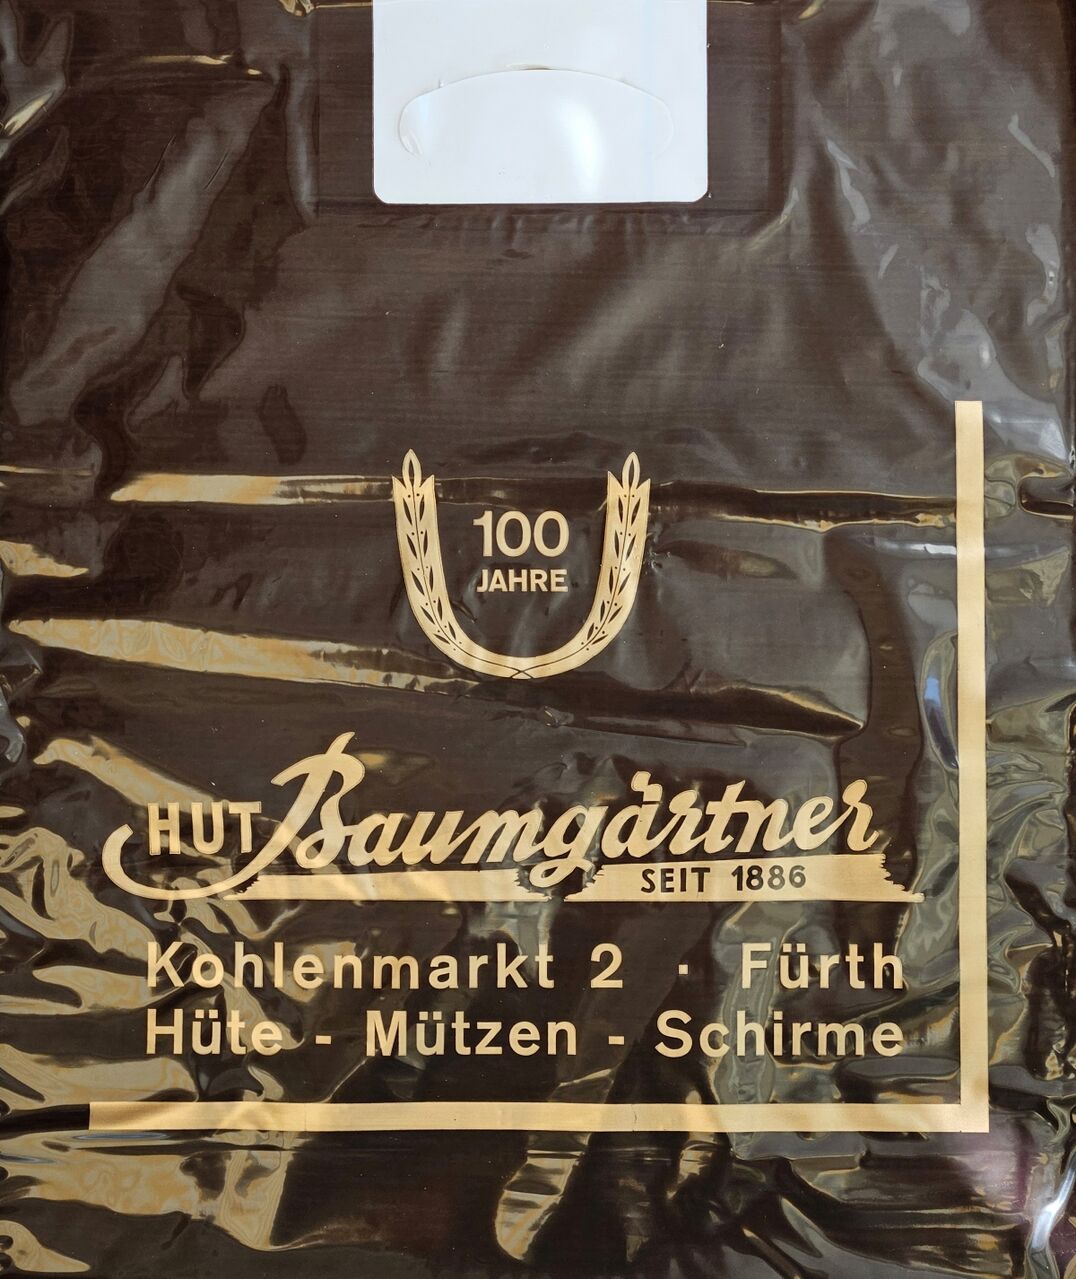 100
JAHRE
HUT Baumgärtner
SEIT 1886
Kohlenmarkt 2 · Fürth
Hüte - Mützen - Schirme